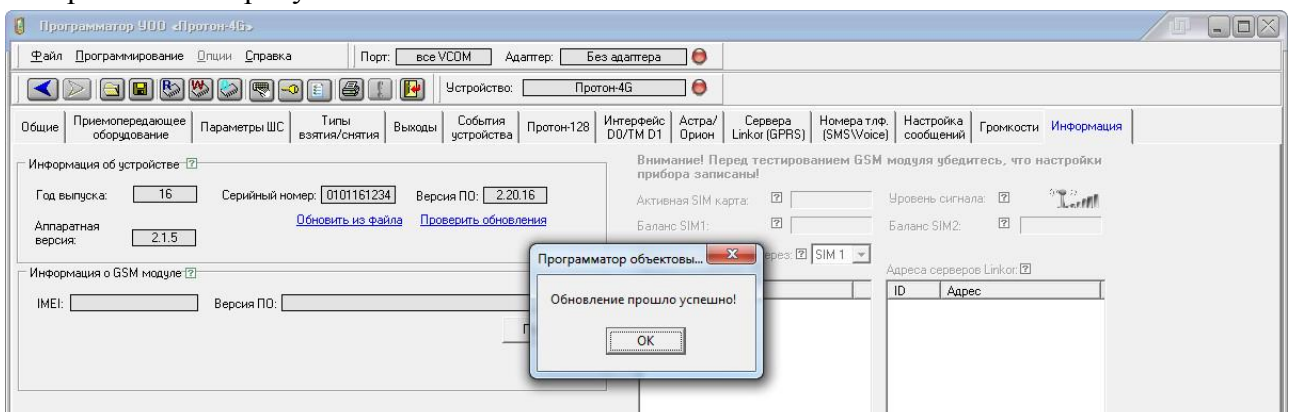 Программатор УОО «Протон-4G»
Файл Программирование Опции Справка Порт: все VCOM Адаптер: Без адаптера
Устройство: Протон-4G
Общие Приемопередающее оборудование Параметры ШС Типы взятия/снятия Выходы События устройства Протон-128 Интерфейс D0/TM D1 Астра/Орион Сервера Linkor (GPRS) Номера тлф. (SMS\Voice) Настройка сообщений Громкости Информация
Информация об устройстве ?
Год выпуска: 16 Серийный номер: 0101161234 Версия ПО: 2.20.16
Обновить из файла Проверить обновления
Аппаратная версия: 2.1.5
Информация о GSM модуле ?
IMEI: Версия ПО:
Внимание! Перед тестированием GSM модуля убедитесь, что настройки
прибора записаны!
Активная SIM карта: ? Уровень сигнала: ?
Баланс SIM1: ? Баланс SIM2: ?
через: ? SIM 1
Адреса серверов Linkor: ?
ID Адрес
Программатор объектовы...
Обновление прошло успешно!
OK